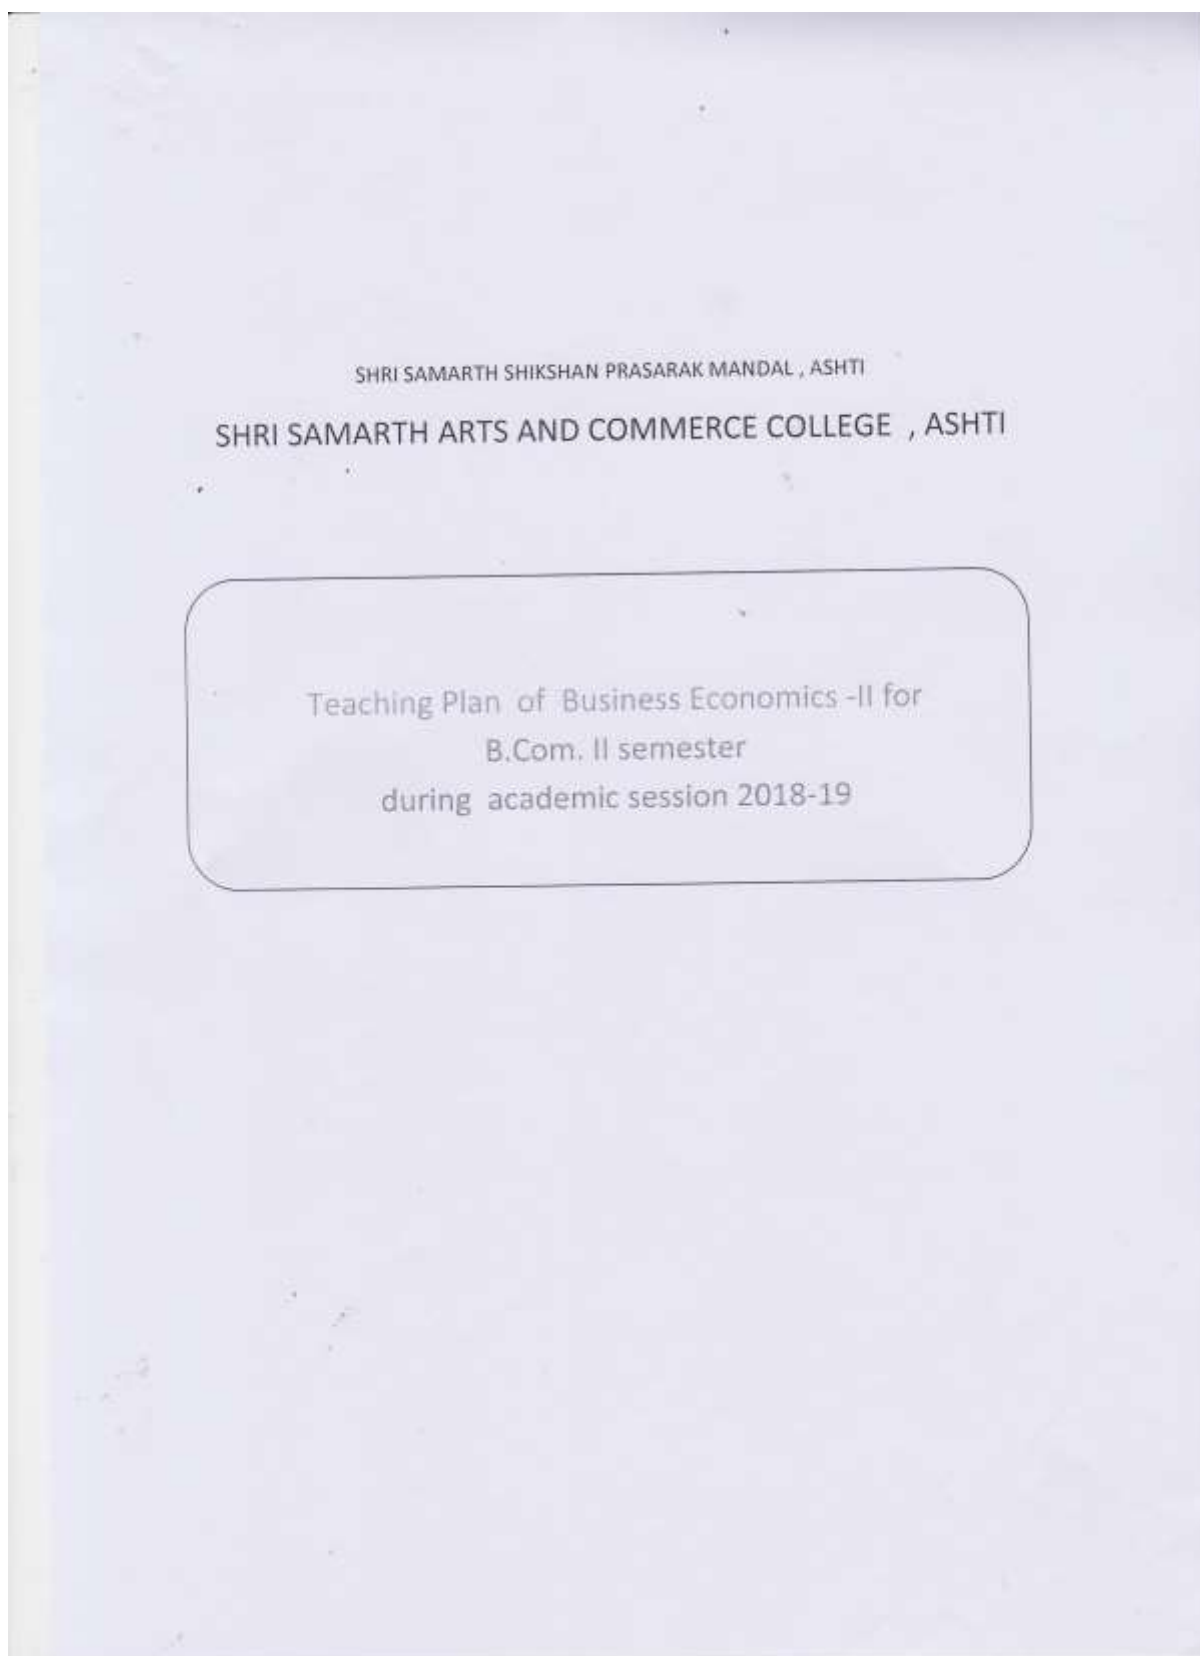 SHRI SAMARTH SHIKSHAN PRASARAK MANDAL , ASHTI
SHRI SAMARTH ARTS AND COMMERCE COLLEGE , ASHTI
Teaching Plan of Business Economics -II for
B.Com. II semester
during academic session 2018-19